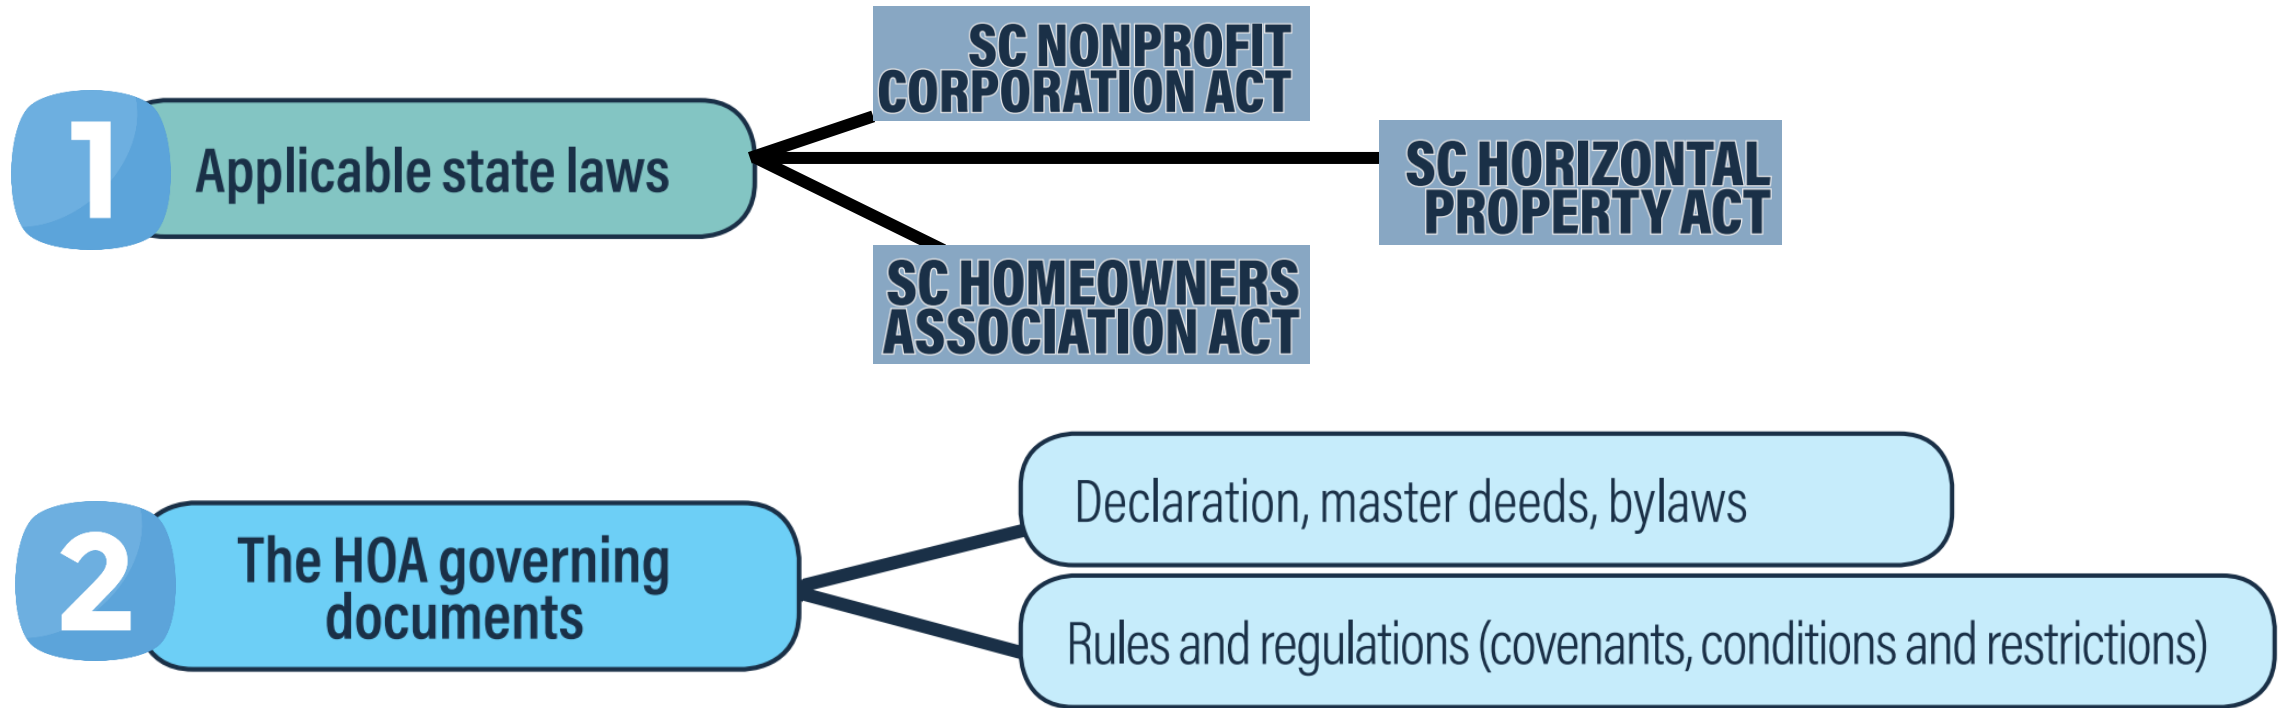 1
Applicable state laws
SC NONPROFIT
CORPORATION ACT
SC HORIZONTAL
PROPERTY ACT
SC HOMEOWNERS
ASSOCIATION ACT
2
The HOA governing
documents
Declaration, master deeds, bylaws
Rules and regulations (covenants, conditions and restrictions)